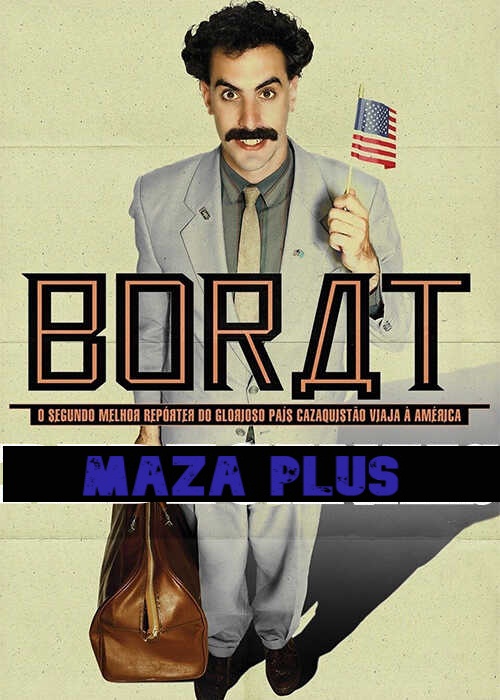 BORДT
O SEGUNDO MELHOR REPÓRTER DO GLORIOSO PAÍS CAZAQUISTÃO VIAJA À AMÉRICA
MAZA PLUS